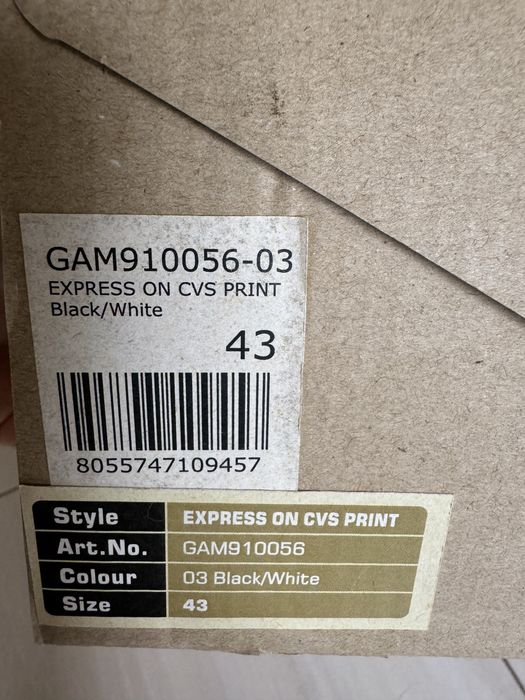 GAM910056-03
EXPRESS ON CVS PRINT
Black/White
43
8055747109457
Style EXPRESS ON CVS PRINT
Art.No. GAM910056
Colour 03 Black/White
Size 43